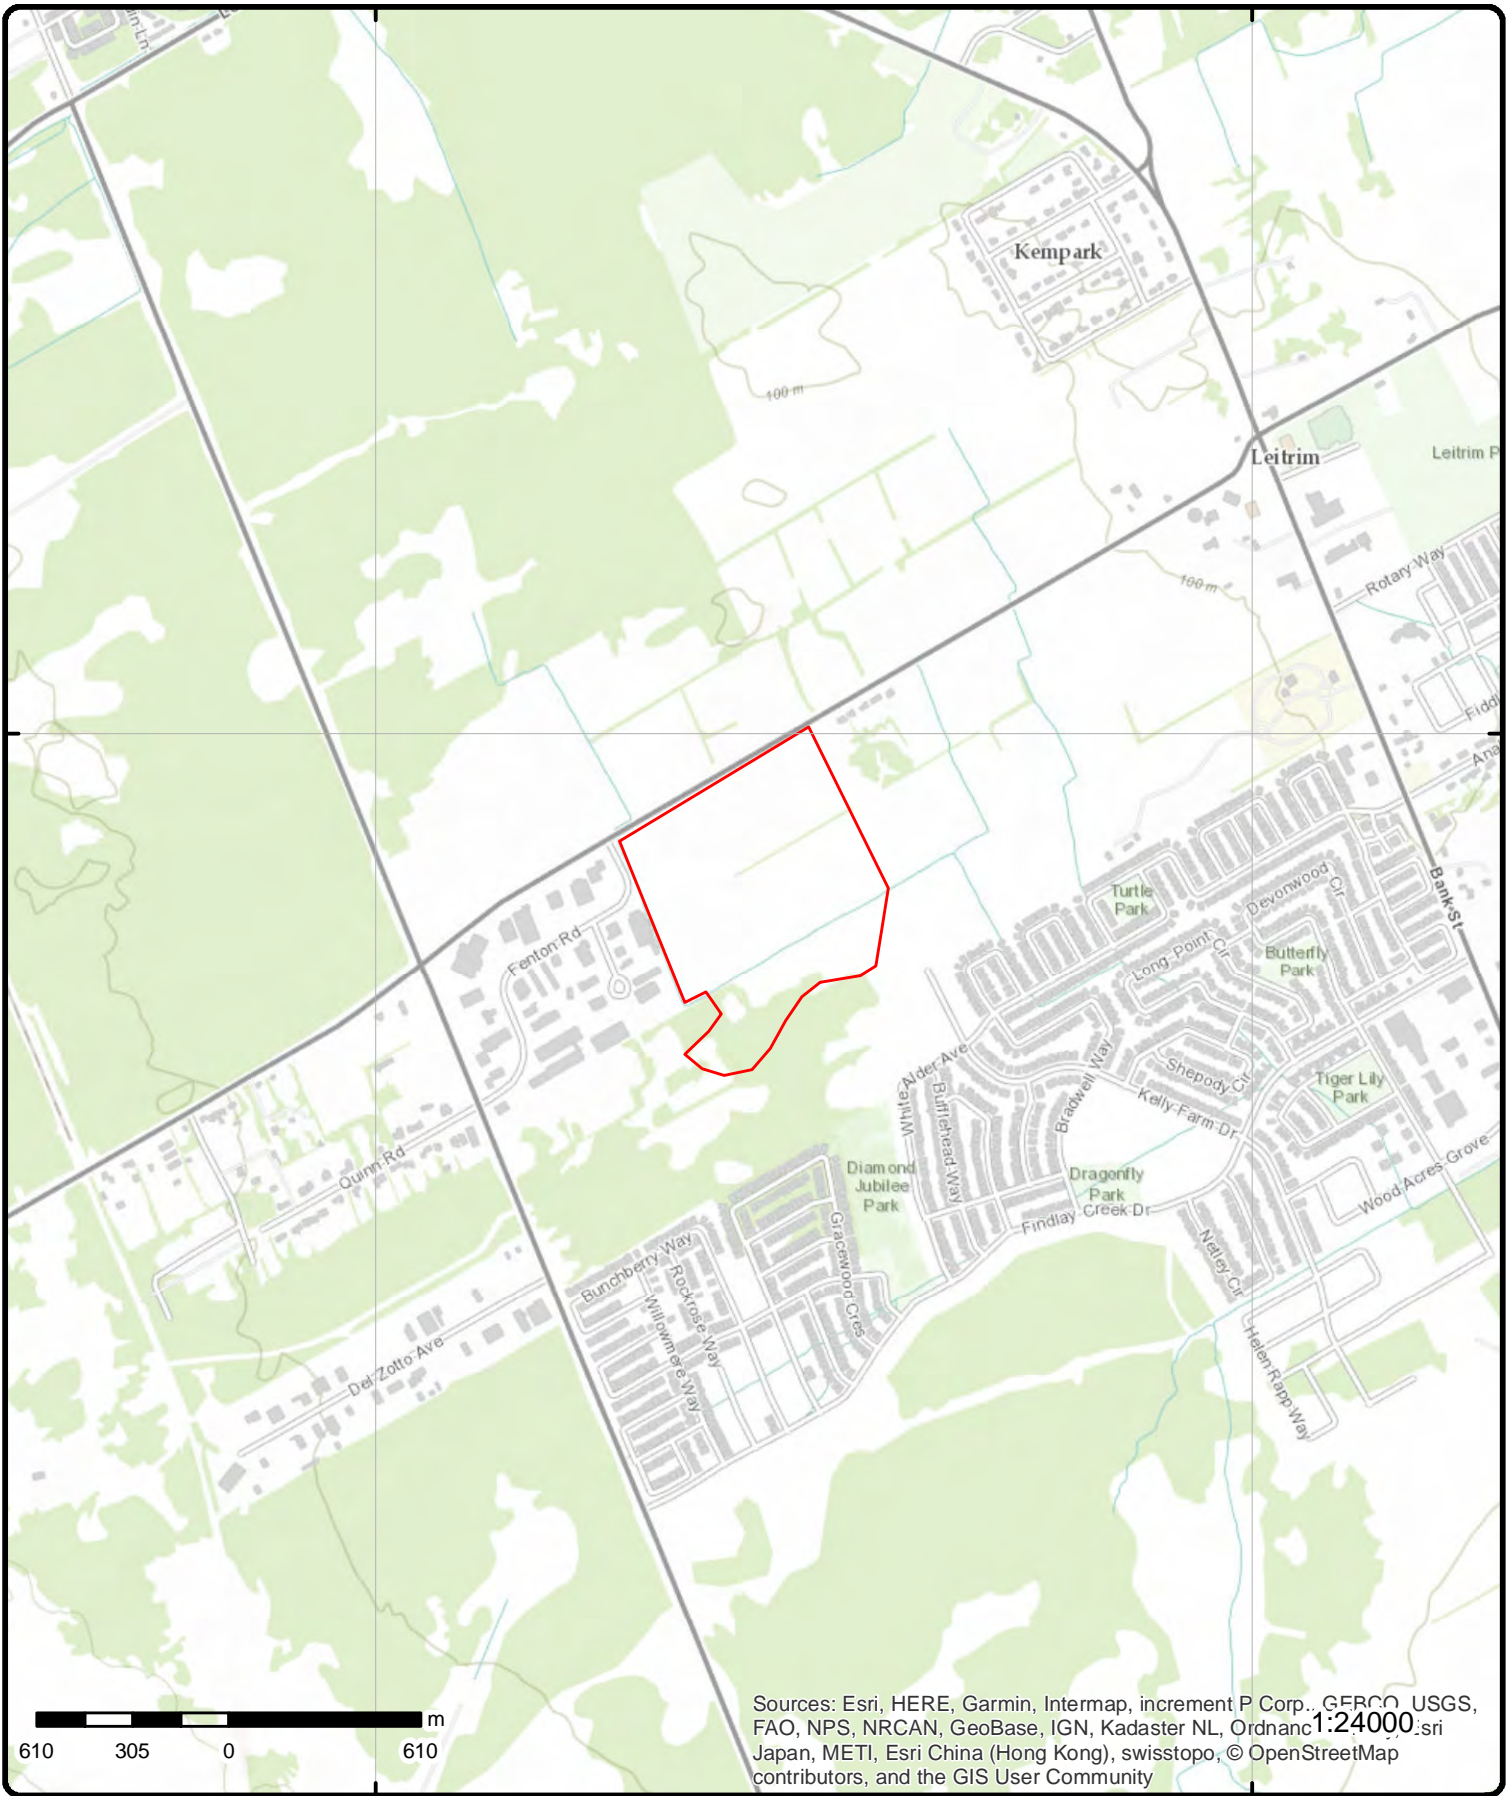 Kempark
100 m
Leitrim
Leitrim P
100 m
Rotary Way
Fiddl
Ana
Turtle
Park
Devonwood
Cir
Bank St
Long Point
Cir
Butterfly
Park
Fenton Rd
White Alder Ave
Bufflehead Way
Bradwell Way
Shepody Cir
Kelly Farm Dr
Tiger Lily
Park
Quinn Rd
Diamond
Jubilee
Park
Dragonfly
Park
Findlay Creek Dr
Wood Acres Grove
Netley Cir
Bunchberry Way
Rockrose Way
Willowmere Way
Gracewood Cres
Helen Rapp Way
Del Zotto Ave
m
610 305 0 610
Sources: Esri, HERE, Garmin, Intermap, increment P Corp., GEBCO, USGS,
FAO, NPS, NRCAN, GeoBase, IGN, Kadaster NL, Ordnanc
1:24000
sri
Japan, METI, Esri China (Hong Kong), swisstopo, © OpenStreetMap
contributors, and the GIS User Community